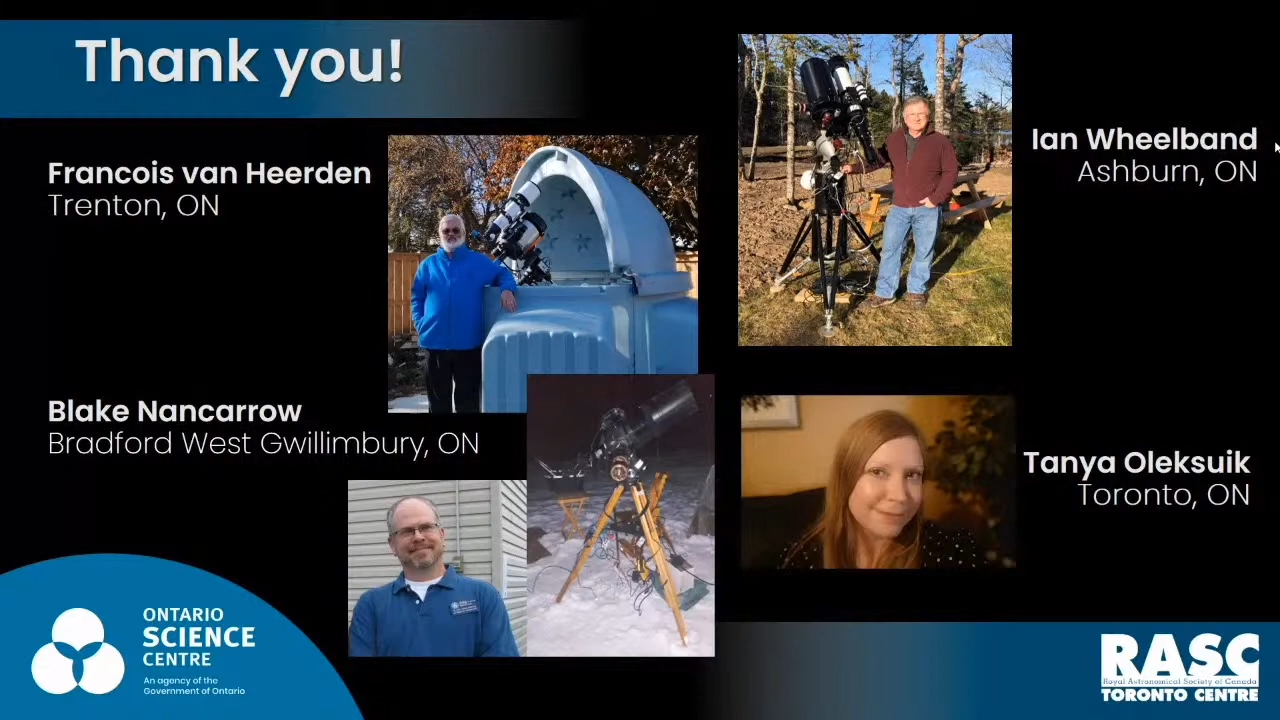 Thank you!
Francois van Heerden
Trenton, ON
Ian Wheelband
Ashburn, ON
Blake Nancarrow
Bradford West Gwillimbury, ON
Tanya Oleksuik
Toronto, ON
ONTARIO
SCIENCE
CENTRE
An agency of the
Government of Ontario
RASC
Royal Astronomical Society of Canada
TORONTO CENTRE